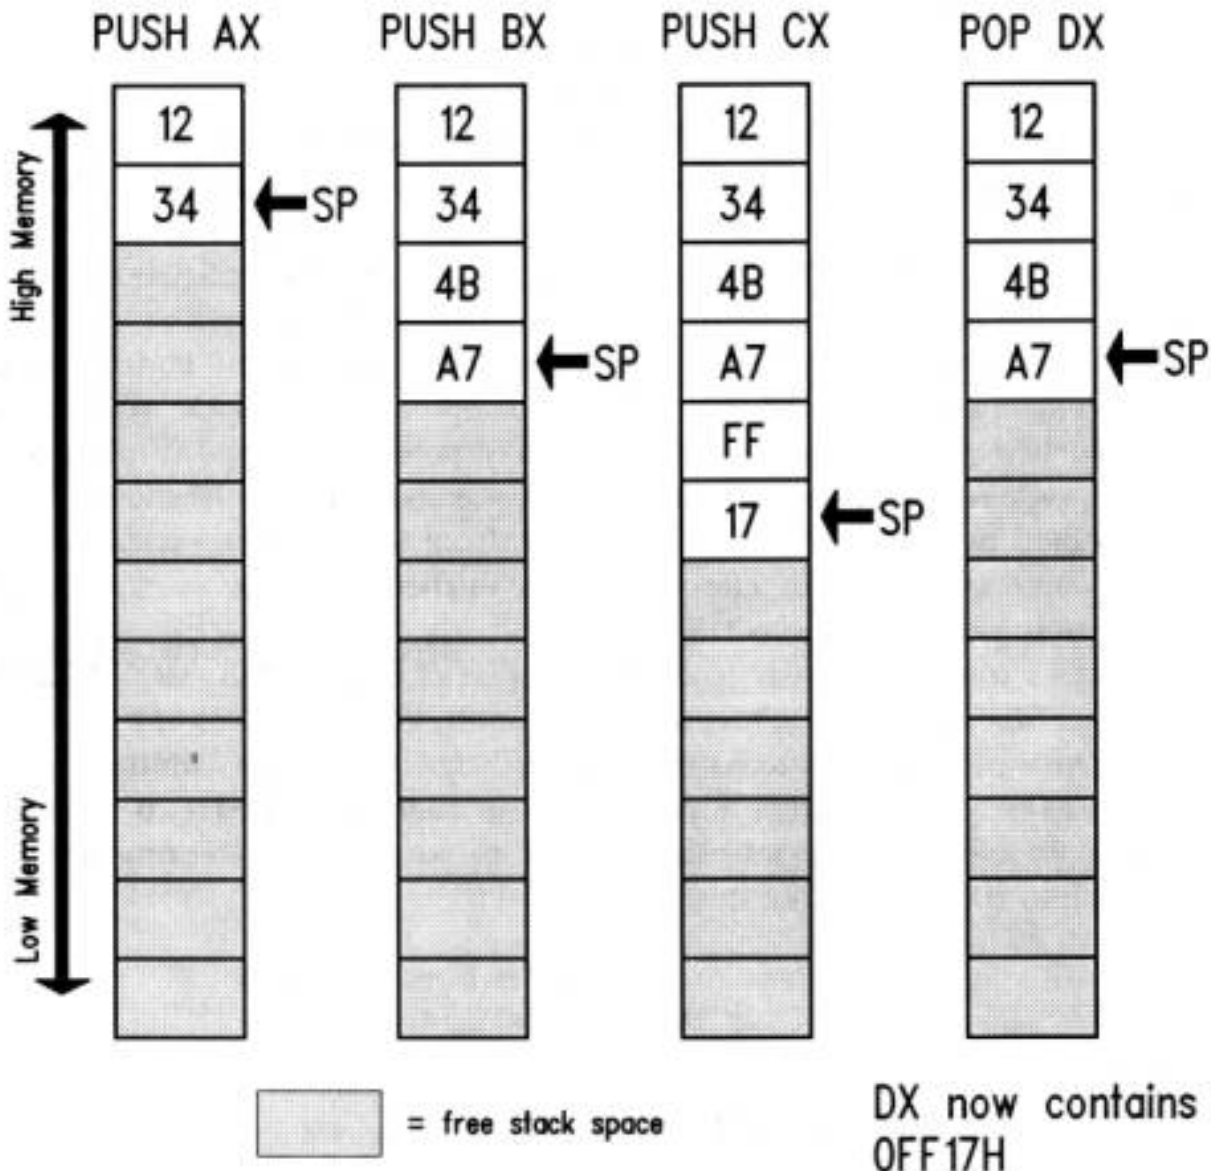 PUSH AX PUSH BX PUSH CX POP DX
12 12 12 12
34 SP 34 34 34
4B 4B 4B
A7 SP A7 A7 SP
FF
17 SP
High Memory
Low Memory
= free stack space
DX now contains
0FF17H